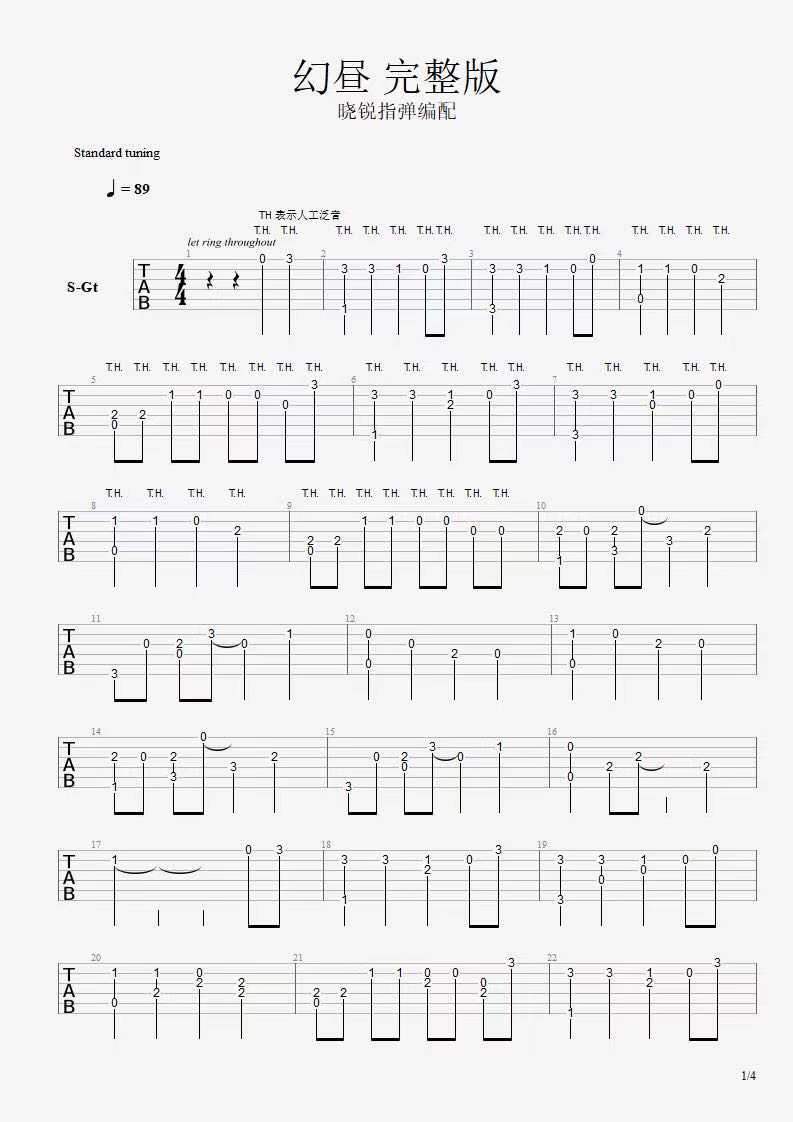 幻昼 完整版
晓锐指弹编配
Standard tuning
♩ = 89
TH 表示人工泛音
T.H. T.H. T.H. T.H. T.H. T.H. T.H. T.H. T.H. T.H. T.H. T.H. T.H. T.H. T.H. T.H.
let ring throughout
1 2 3 4
S-Gt
T A B
4/4
0 3 3 3 1 0 3 3 3 1 0 0 1 1 0 2
1 3 0
T.H. T.H. T.H. T.H. T.H. T.H. T.H. T.H. T.H. T.H. T.H. T.H. T.H. T.H. T.H. T.H. T.H. T.H.
5 6 7
T A B
2 2 1 1 0 0 0 3 3 3 1 0 3 3 3 1 0 0
0 1 2 3 0
T.H. T.H. T.H. T.H. T.H. T.H. T.H. T.H. T.H. T.H. T.H. T.H.
8 9 10
T A B
1 1 0 2 2 2 1 1 0 0 0 0 2 0 2 0 3 2
0 0 1 3
11 12 13
T A B
3 0 2 3 0 1 0 0 2 0 1 0 2 0
0 0 0
14 15 16
T A B
2 0 2 0 3 2 3 0 2 3 0 1 0 2 2 2
1 3 0 0
17 18 19
T A B
1 0 3 3 3 1 0 3 3 3 1 0 0
1 2 3 0 0
20 21 22
T A B
1 1 0 2 2 2 1 1 0 0 0 3 3 3 1 0 3
0 2 2 2 0 2 2 1 2
1/4